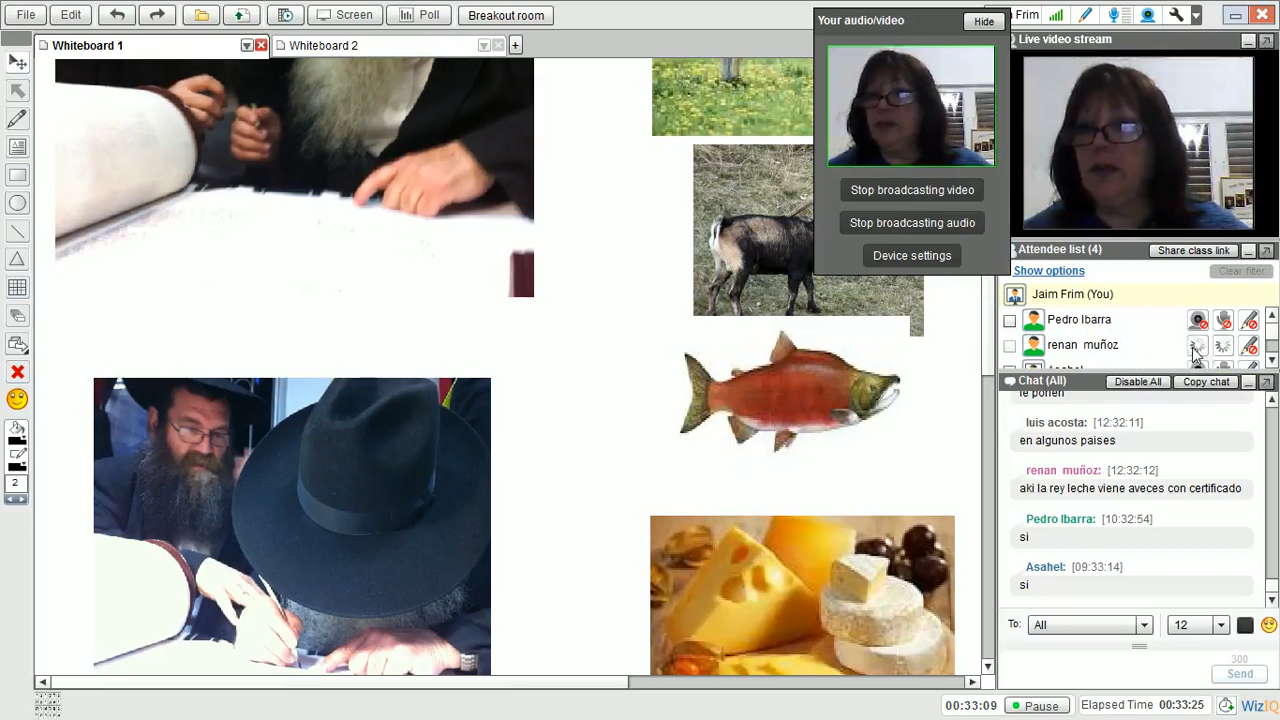 File
Edit
Screen
Poll
Breakout room
Frim
Whiteboard 1
Whiteboard 2
+
Your audio/video
Hide
Stop broadcasting video
Stop broadcasting audio
Device settings
Live video stream
Attendee list (4)
Share class link
Show options
Clear filter
Jaim Frim (You)
Pedro Ibarra
renan muñoz
Chat (All)
Disable All
Copy chat
le ponen
luis acosta: [12:32:11]
en algunos paises
renan muñoz: [12:32:12]
aki la rey leche viene aveces con certificado
Pedro Ibarra: [10:32:54]
si
Asahel: [09:33:14]
si
To: All
12
300
Send
2
00:33:09
Pause
Elapsed Time 00:33:25
WizIQ